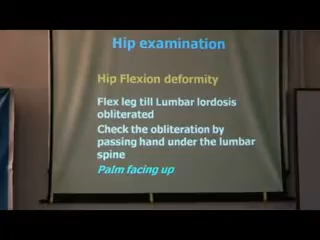 Hip examination
Hip Flexion deformity
Flex leg till Lumbar lordosis
obliterated
Check the obliteration by
passing hand under the lumbar
spine
Palm facing up